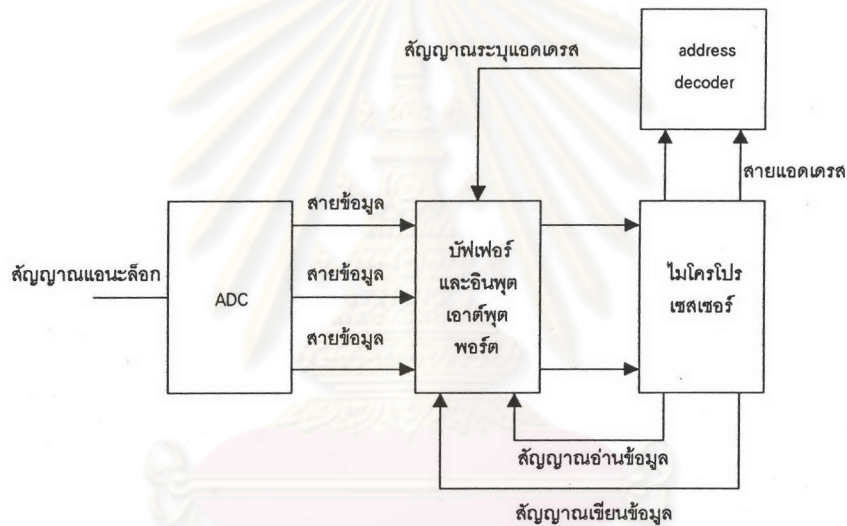 สัญญาณระบุแอดเดรส
address
decoder
สายแอดเดรส
สายข้อมูล
สัญญาณแอนะล็อก
ADC
สายข้อมูล
สายข้อมูล
บัฟเฟอร์
และอินพุต
เอาต์พุต
พอร์ต
ไมโครโปร
เซสเซอร์
สัญญาณอ่านข้อมูล
สัญญาณเขียนข้อมูล